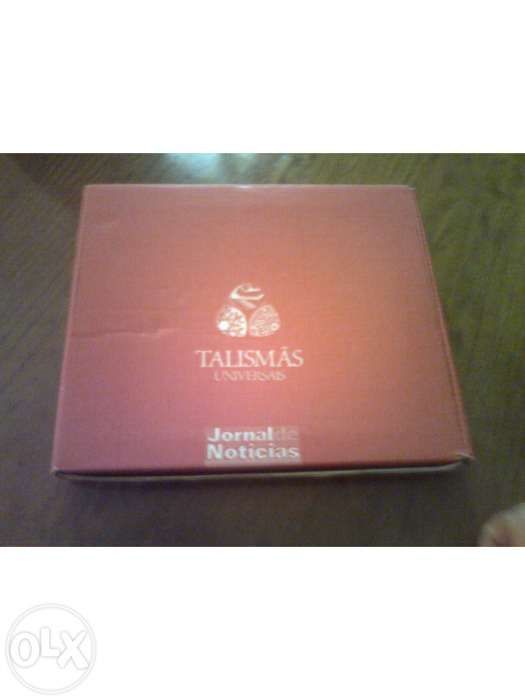 TALISMÃS
UNIVERSAIS
Jornal de
Notícias
OLX